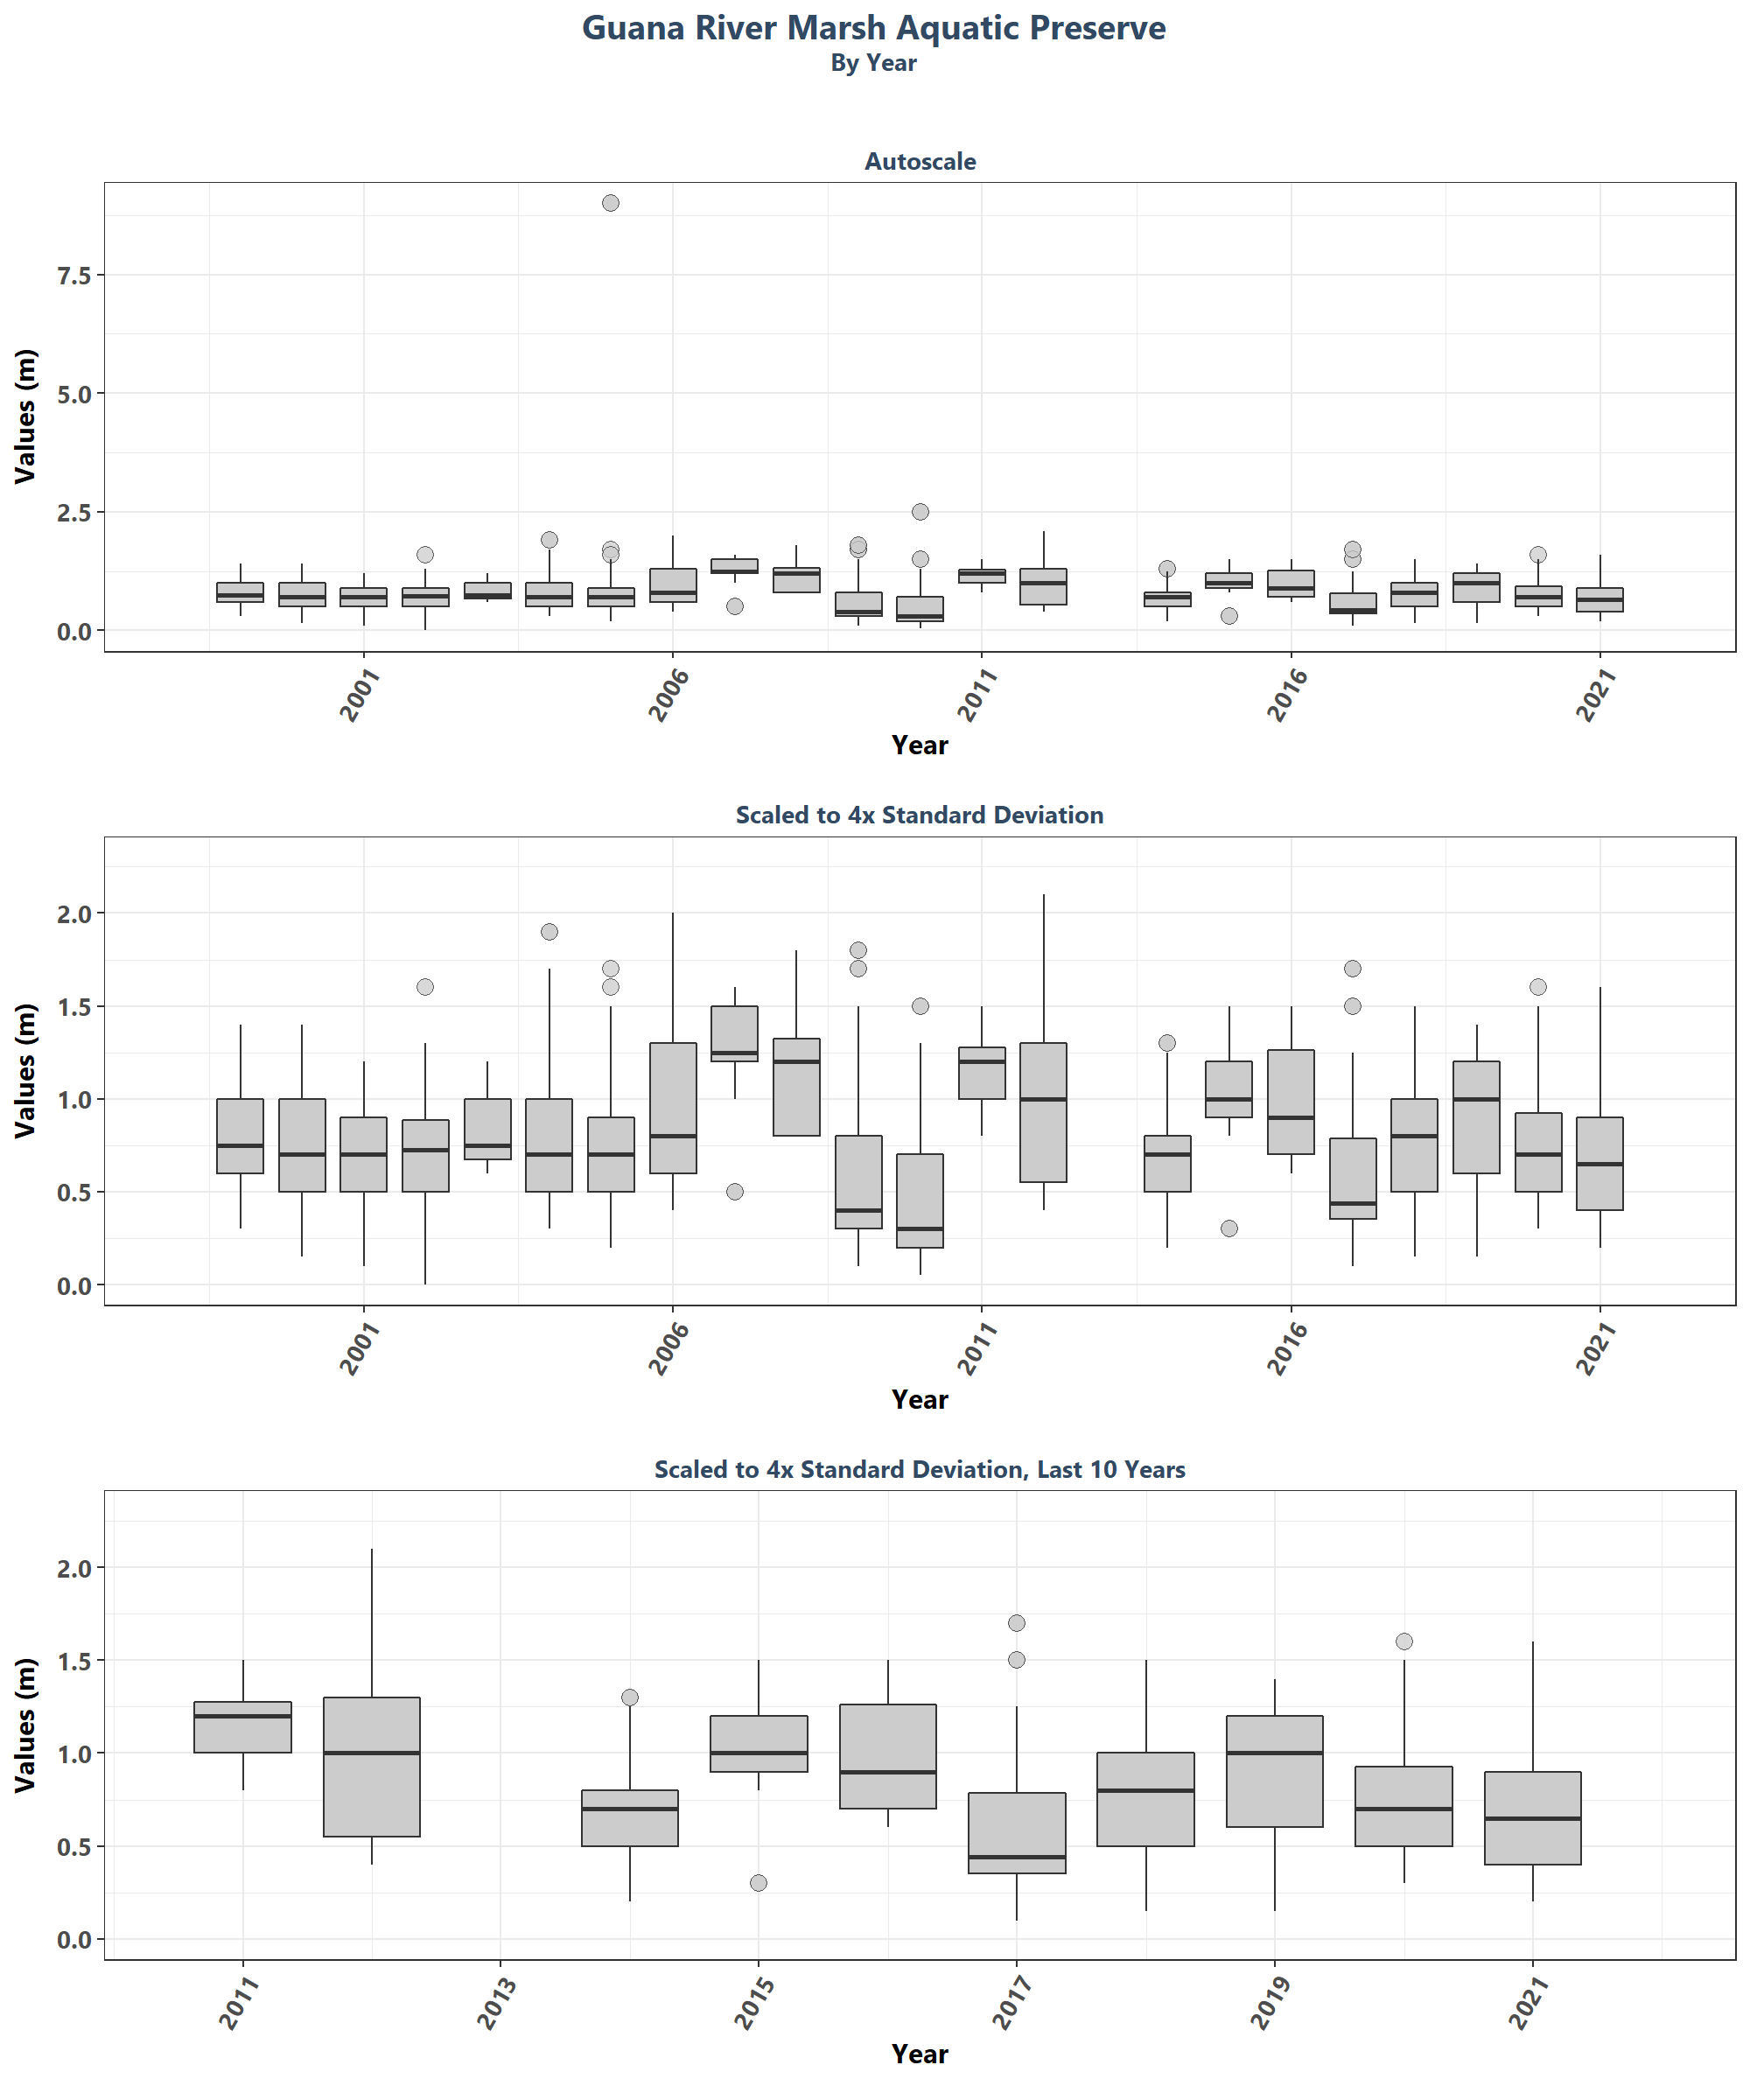 Guana River Marsh Aquatic Preserve
By Year
Autoscale
Values (m)
7.5
5.0
2.5
0.0
2001 2006 2011 2016 2021
Year
Scaled to 4x Standard Deviation
Values (m)
2.0
1.5
1.0
0.5
0.0
2001 2006 2011 2016 2021
Year
Scaled to 4x Standard Deviation, Last 10 Years
Values (m)
2.0
1.5
1.0
0.5
0.0
2011 2013 2015 2017 2019 2021
Year